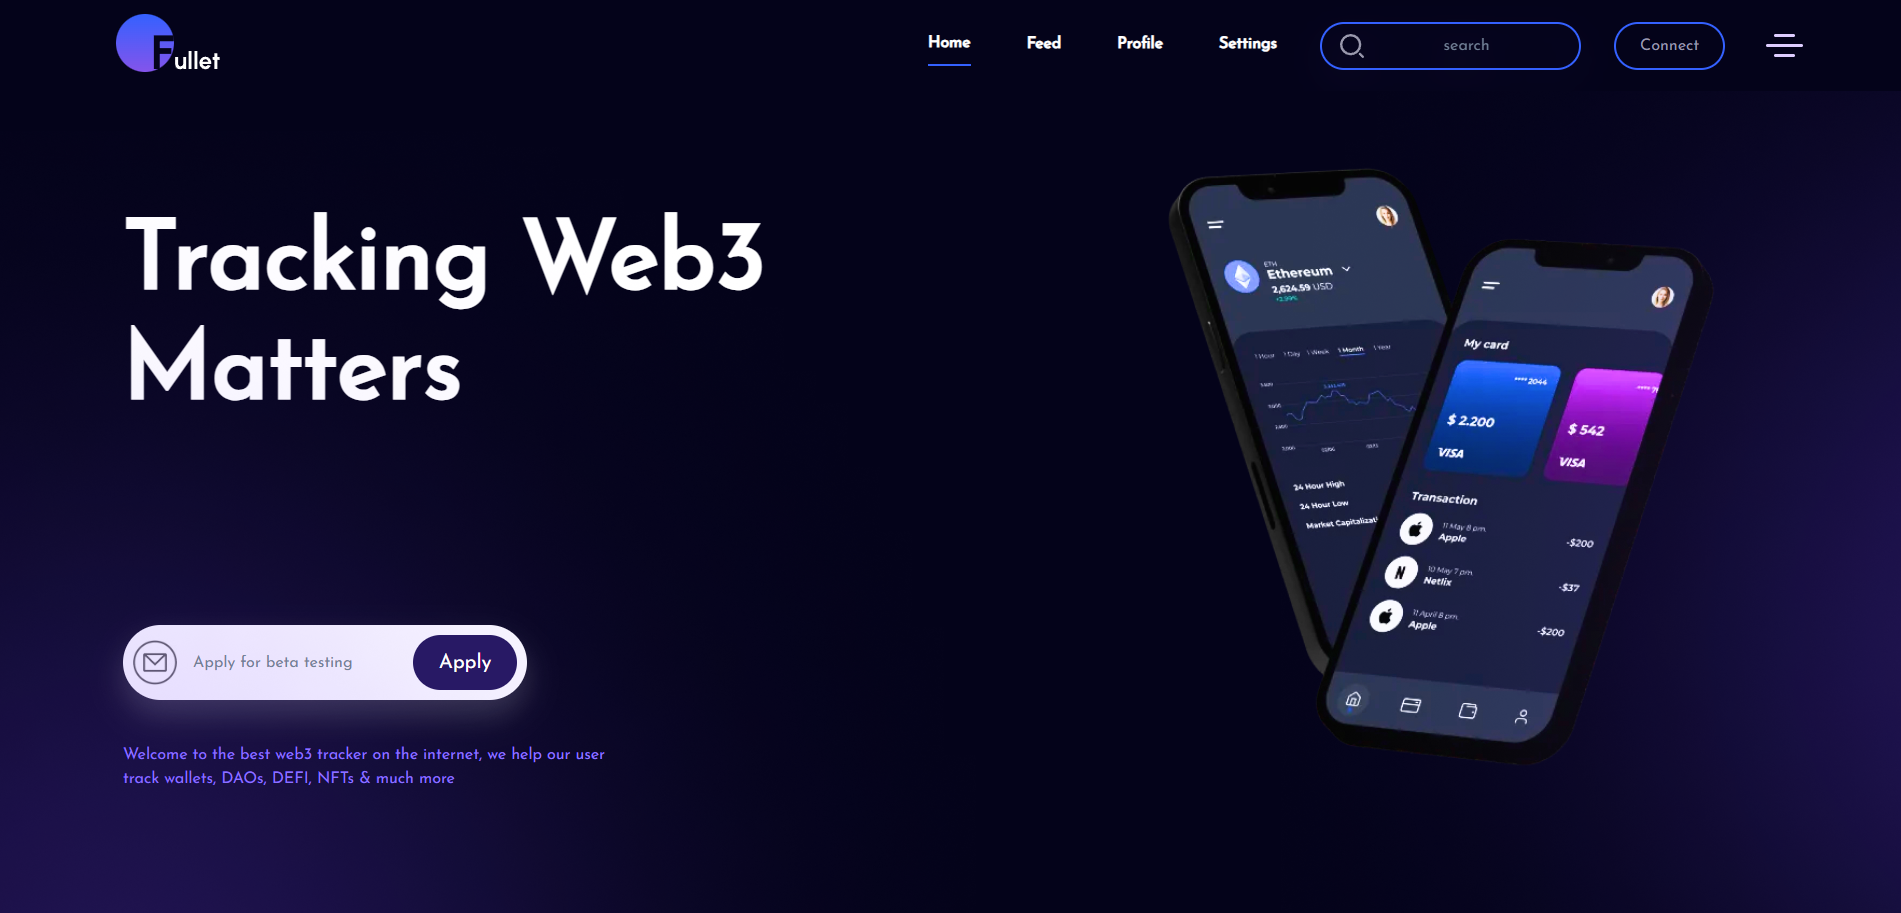 Fullet
Home
Feed
Profile
Settings
search
Connect
Tracking Web3
Matters
Apply for beta testing
Apply
Welcome to the best web3 tracker on the internet, we help our user
track wallets, DAOs, DEFI, NFTs & much more
ETH
Ethereum
2,624.59 USD
1 Hour
1 Day
1 Week
1 Month
1 Year
24 Hour High
24 Hour Low
Market Capitalizati
My card
**** 2044
$ 2.200
VISA
$ 542
VISA
Transaction
11 May 8 pm.
Apple
-$200
10 May 7 pm.
Netlix
-$37
11 April 8 pm.
Apple
-$200